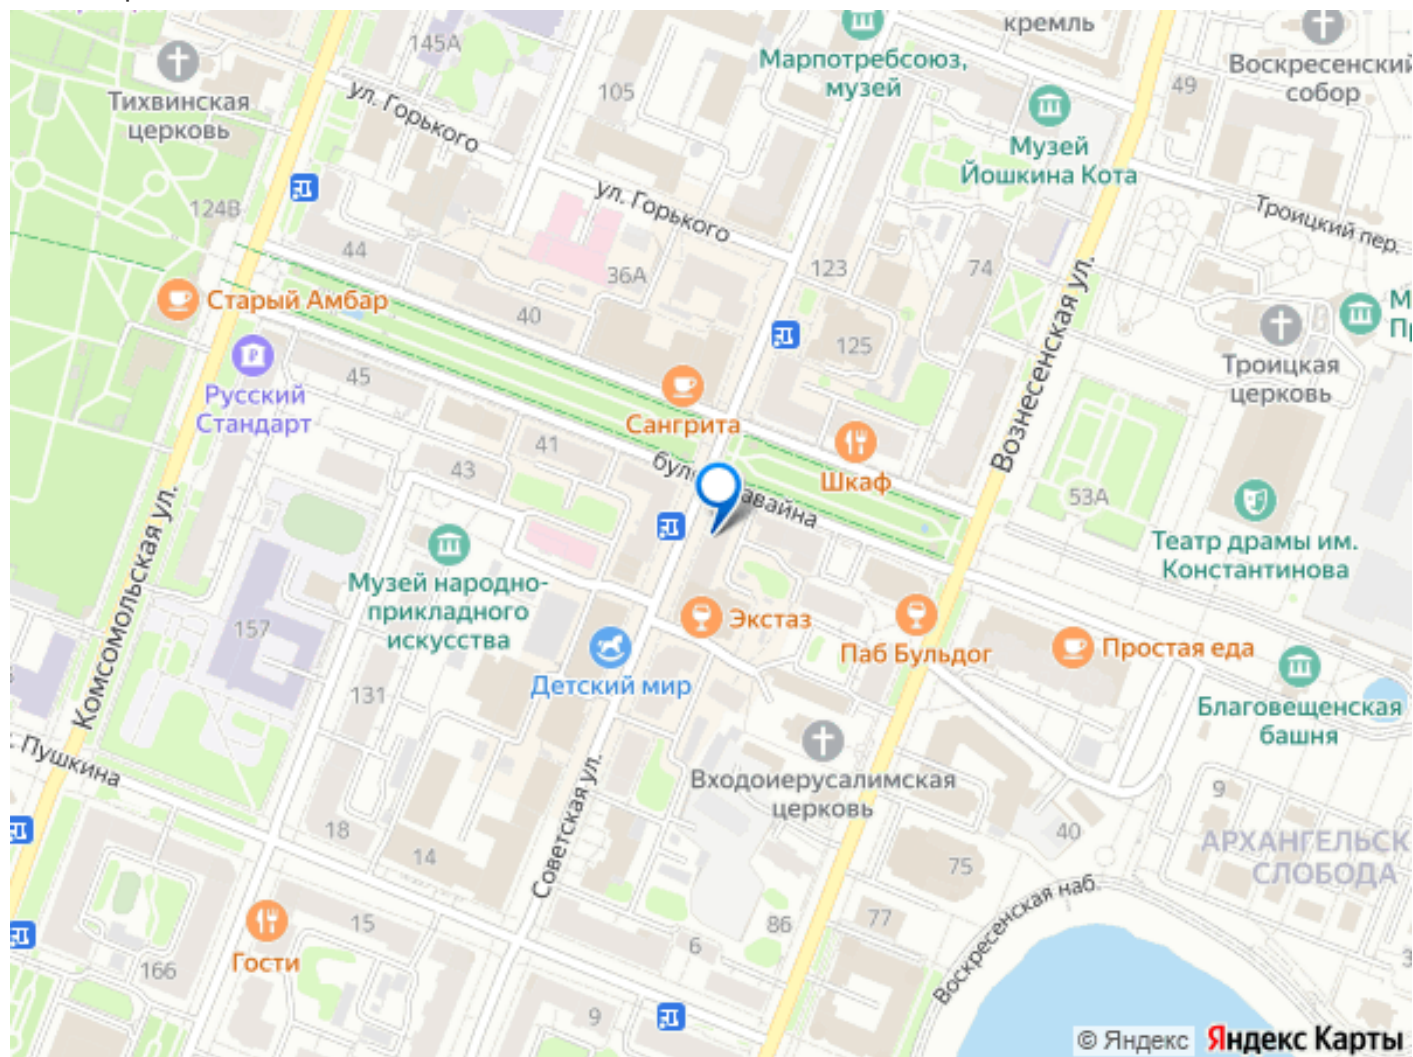 кремль
145А
Марпотребсоюз,
музей
Воскресенский
собор
Тихвинская
церковь
ул. Горького
105
49
Музей
Йошкина Кота
124В
ул. Горького
Троицкий пер.
44
36А
123
74
Старый Амбар
40
125
Вознесенская ул.
Троицкая
церковь
Русский
Стандарт
45
Сангрита
41
43
Шкаф
53А
Театр драмы им.
Константинова
Комсомольская ул.
Музей народно-
прикладного
искусства
157
Экстаз
Паб Бульдог
Простая еда
Детский мир
131
Благовещенская
башня
Пушкина
Входоиерусалимская
церковь
9
18
14
Советская ул.
40
75
АРХАНГЕЛЬСК
СЛОБОДА
Воскресенская наб.
15
86
77
6
Гости
166
9
© Яндекс Яндекс Карты